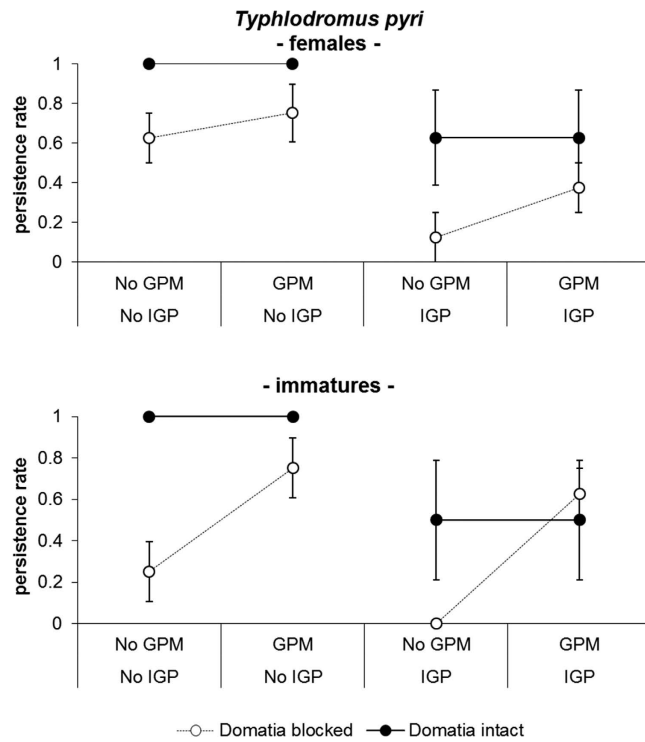 Typhlodromus pyri
- females -
persistence rate
1
0.8
0.6
0.4
0.2
0
No GPM GPM No GPM GPM
No IGP No IGP IGP IGP
- immatures -
persistence rate
1
0.8
0.6
0.4
0.2
0
No GPM GPM No GPM GPM
No IGP No IGP IGP IGP
Domatia blocked Domatia intact